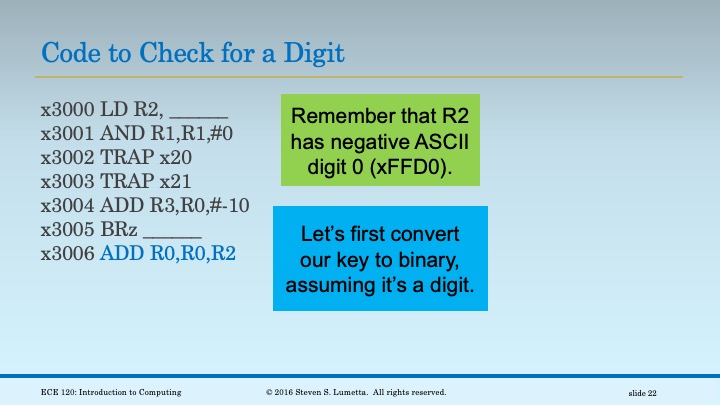 Code to Check for a Digit
x3000 LD R2, ______
x3001 AND R1,R1,#0
x3002 TRAP x20
x3003 TRAP x21
x3004 ADD R3,R0,#-10
x3005 BRz ______
x3006 ADD R0,R0,R2
Remember that R2
has negative ASCII
digit 0 (xFFD0).
Let’s first convert
our key to binary,
assuming it’s a digit.
ECE 120: Introduction to Computing
© 2016 Steven S. Lumetta. All rights reserved.
slide 22